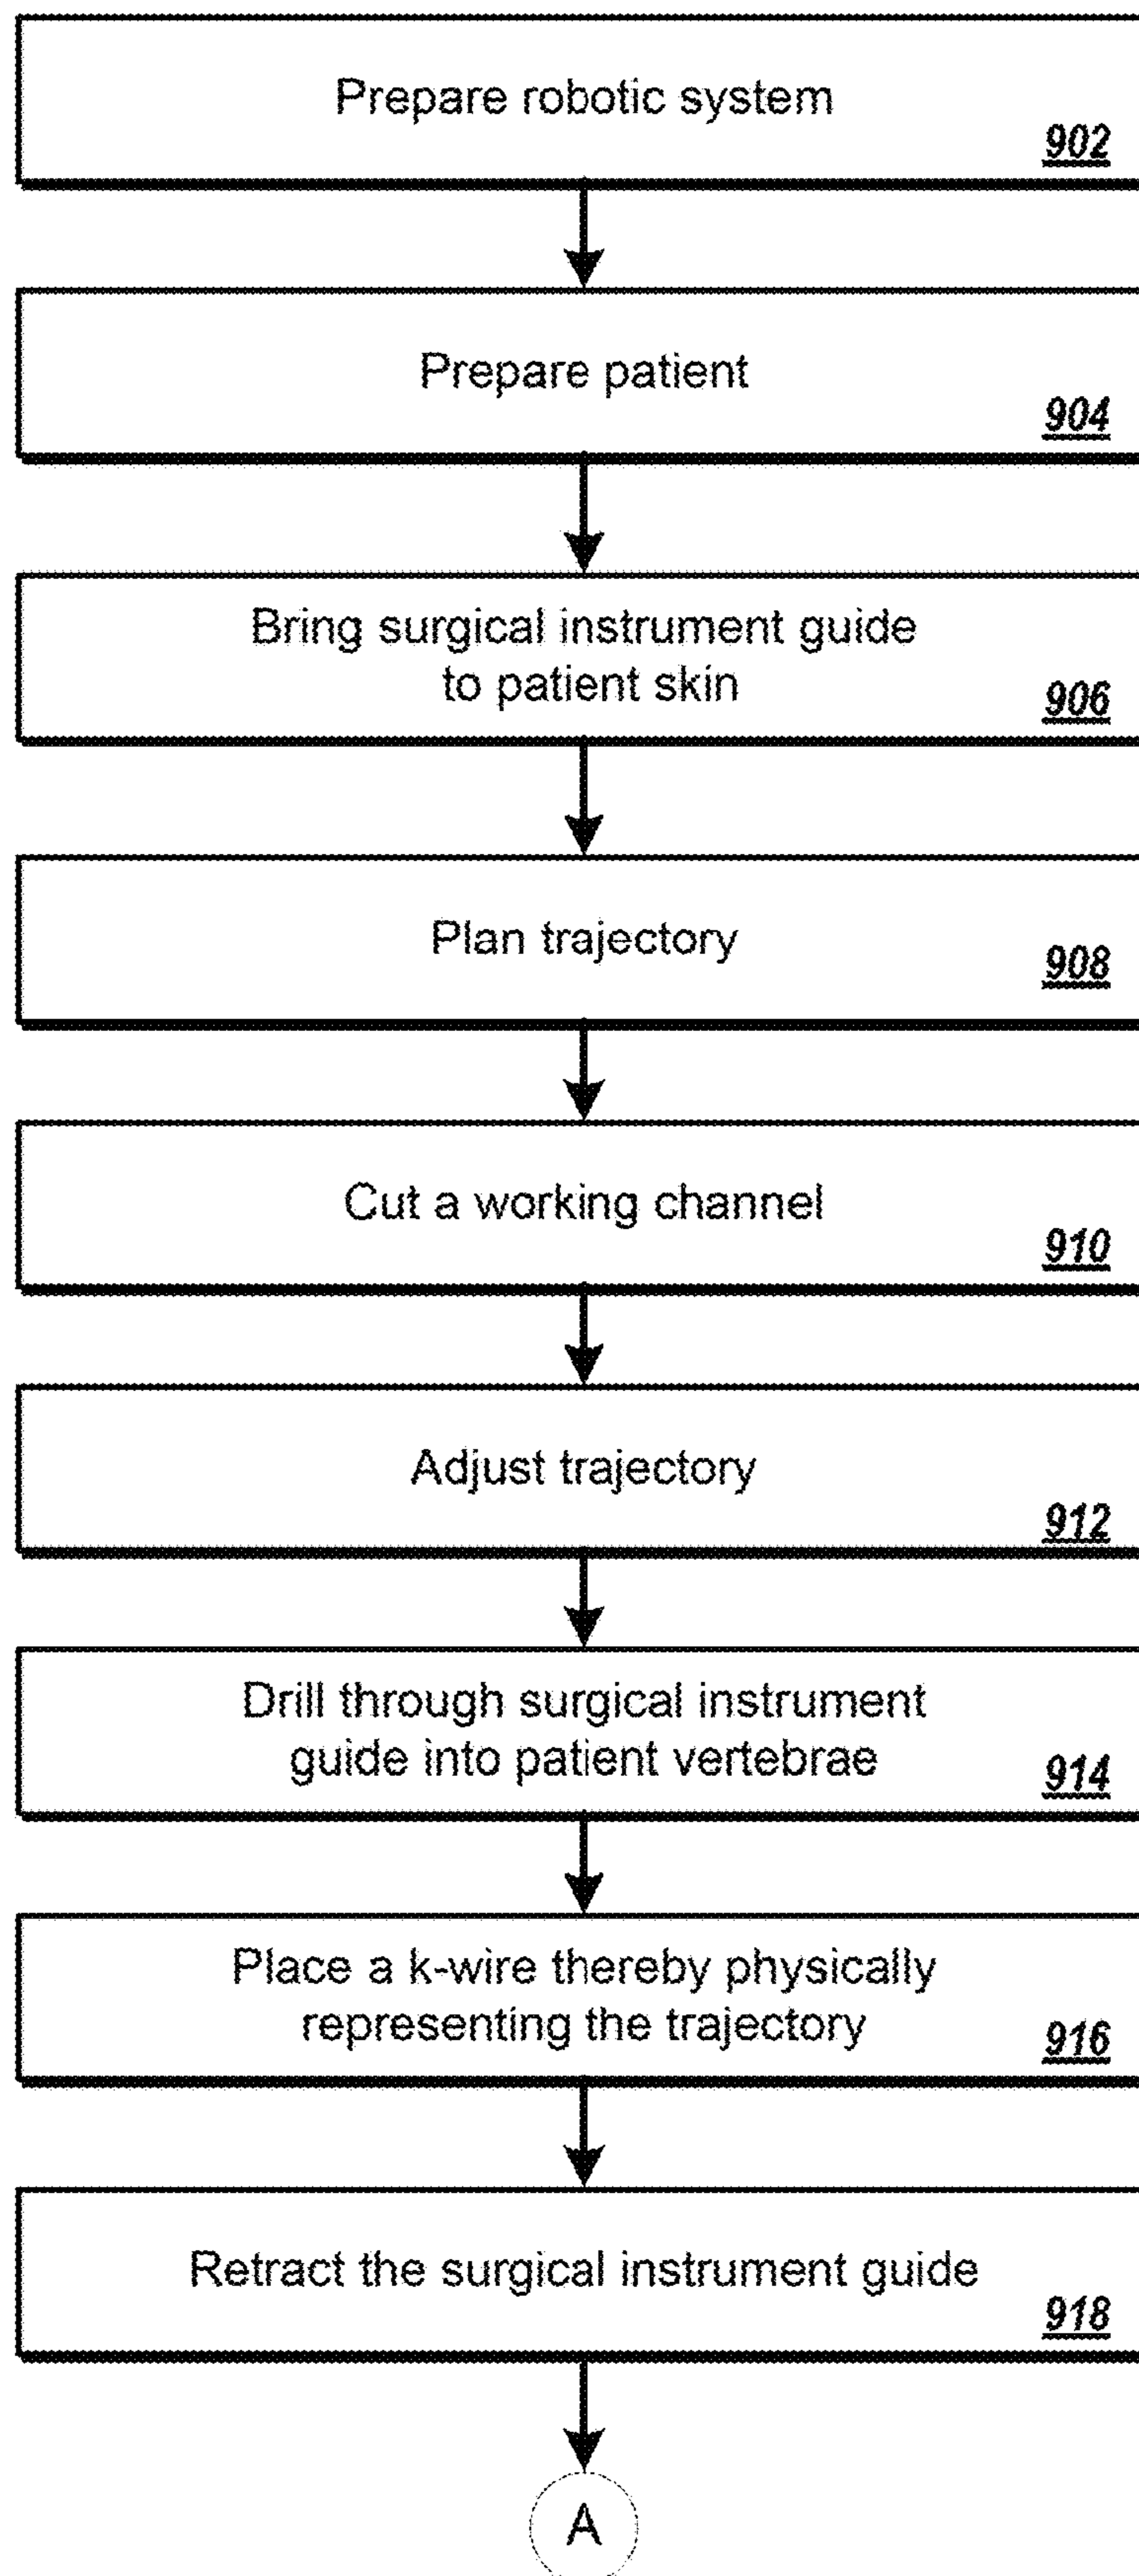 Prepare robotic system
902
Prepare patient
904
Bring surgical instrument guide
to patient skin
906
Plan trajectory
908
Cut a working channel
910
Adjust trajectory
912
Drill through surgical instrument
guide into patient vertebrae
914
Place a k-wire thereby physically
representing the trajectory
916
Retract the surgical instrument guide
918
A